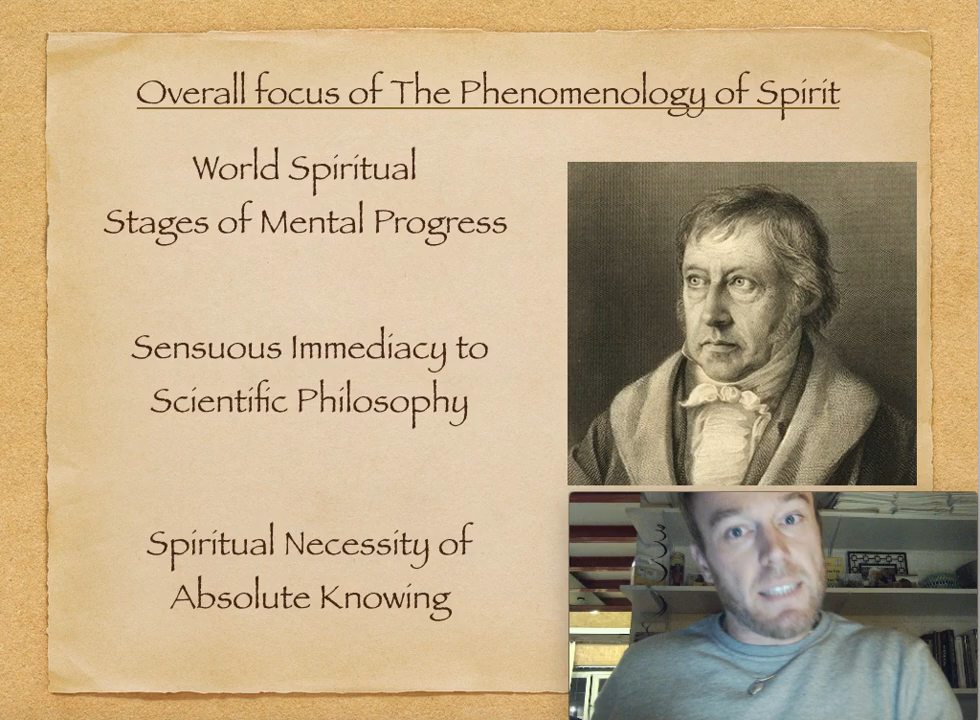 Overall focus of The Phenomenology of Spirit
World Spiritual
Stages of Mental Progress
Sensuous Immediacy to
Scientific Philosophy
Spiritual Necessity of
Absolute Knowing